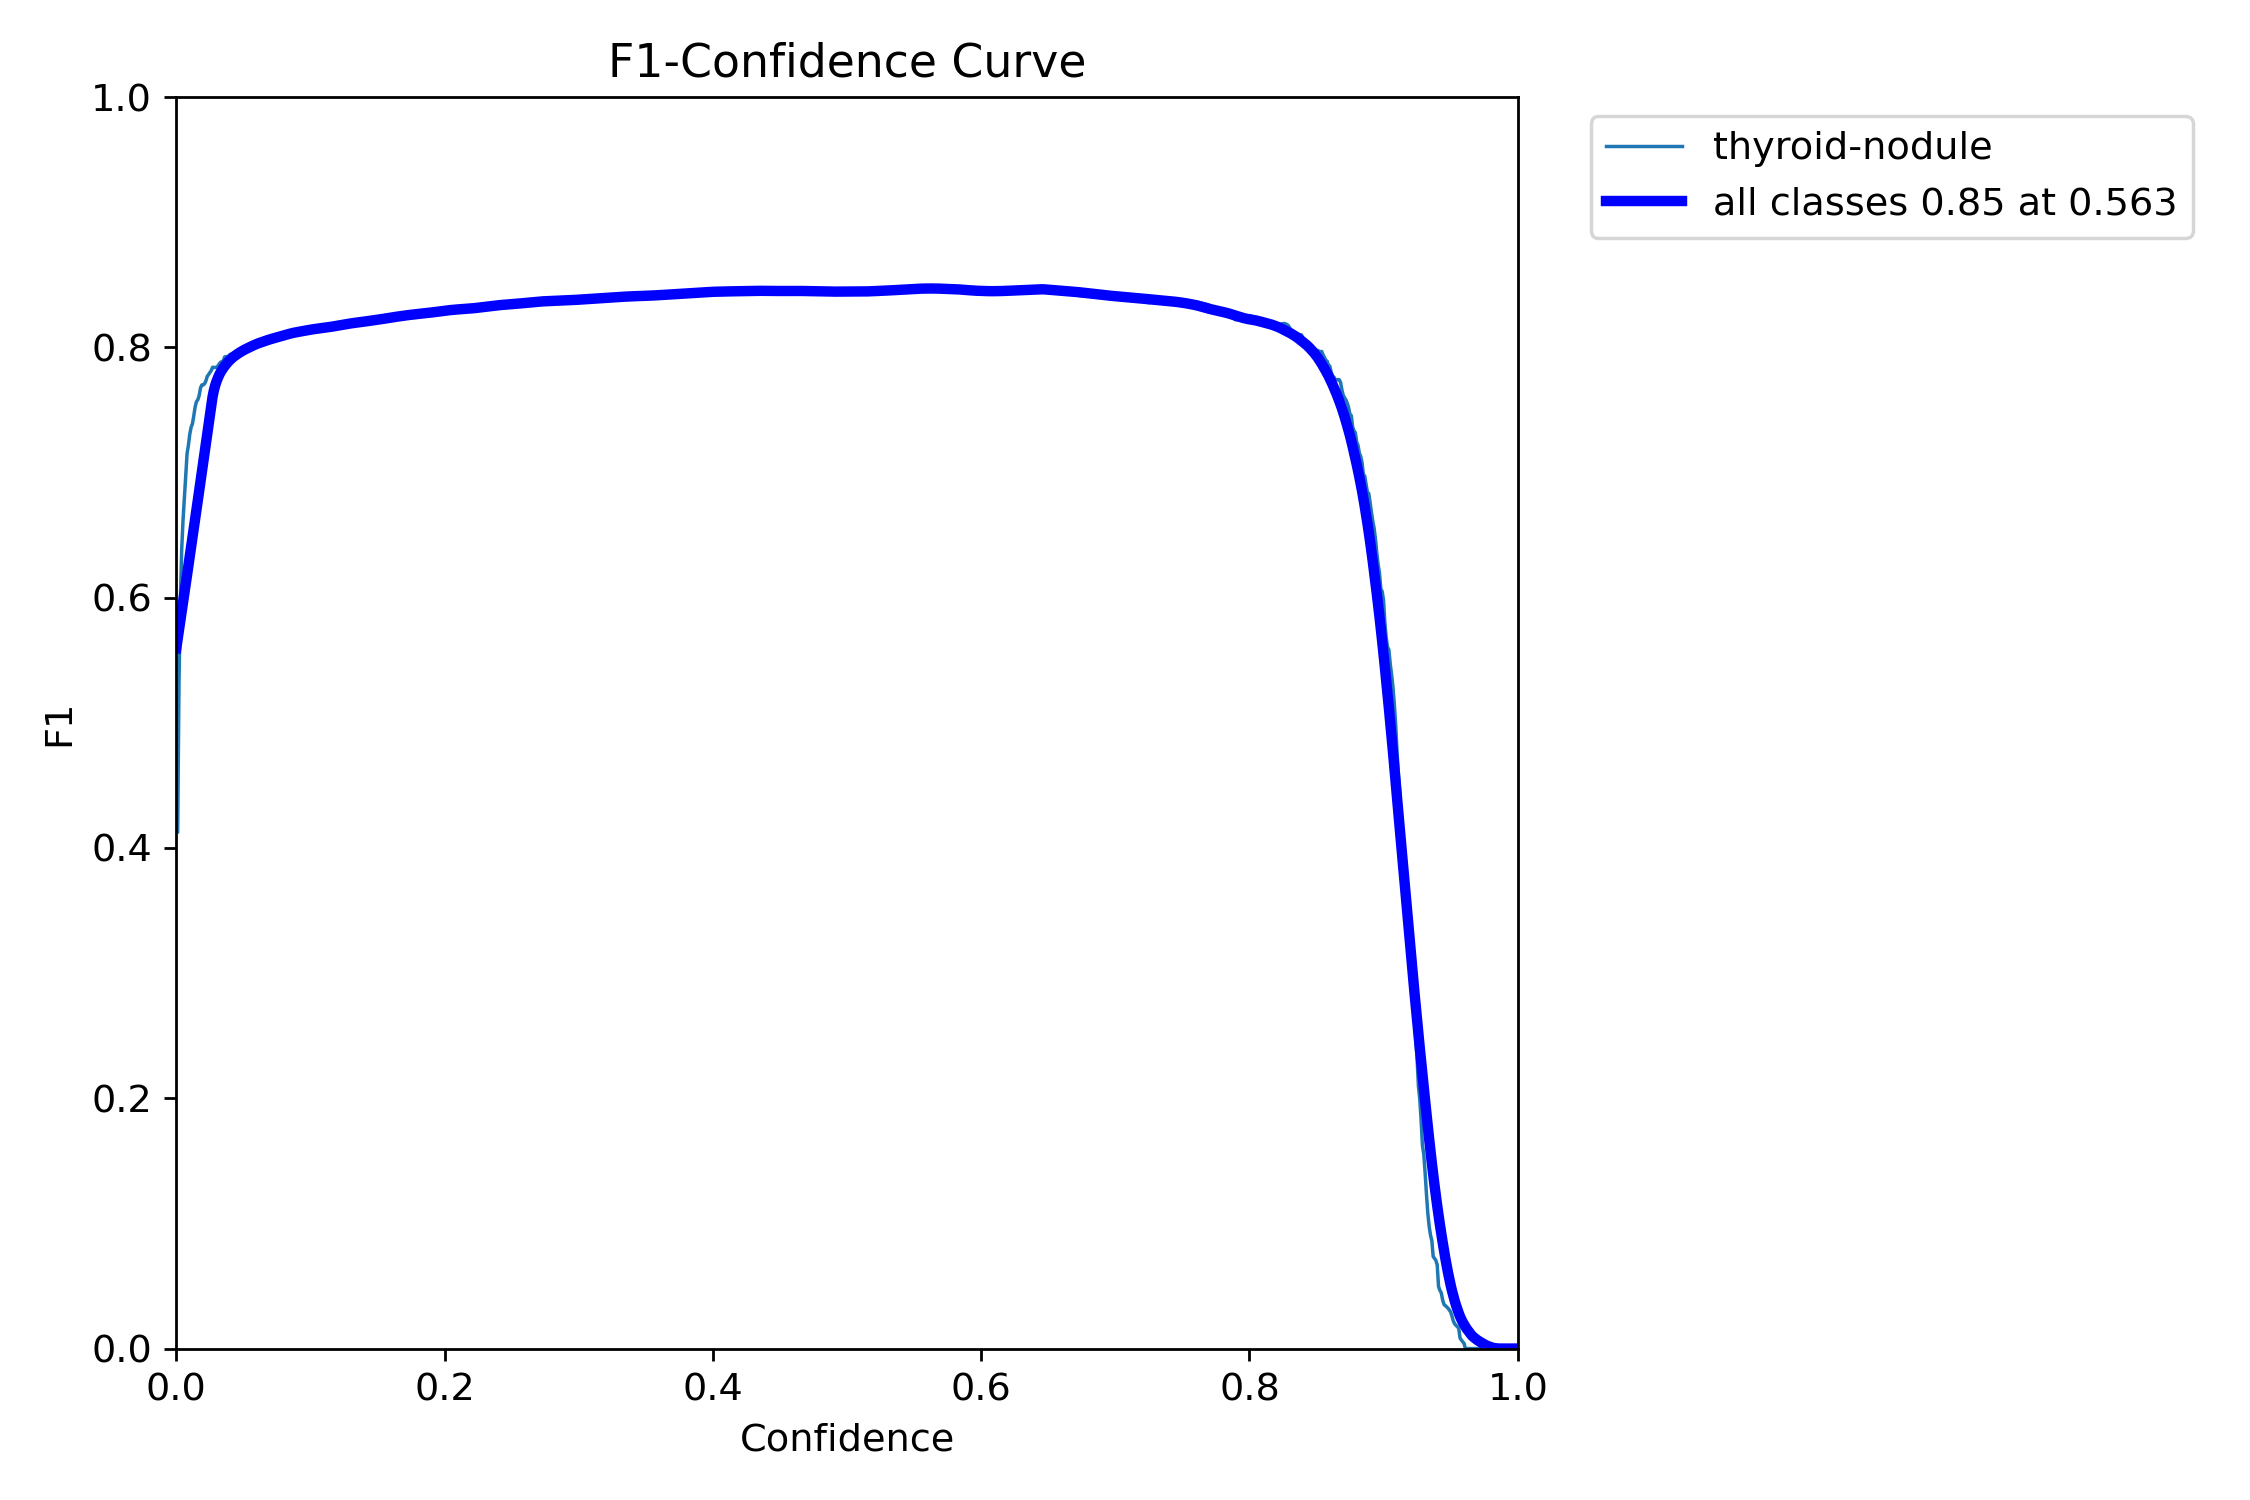 F1-Confidence Curve
1.0
0.8
0.6
0.4
0.2
0.0
F1
0.0 0.2 0.4 0.6 0.8 1.0
Confidence
thyroid-nodule
all classes 0.85 at 0.563